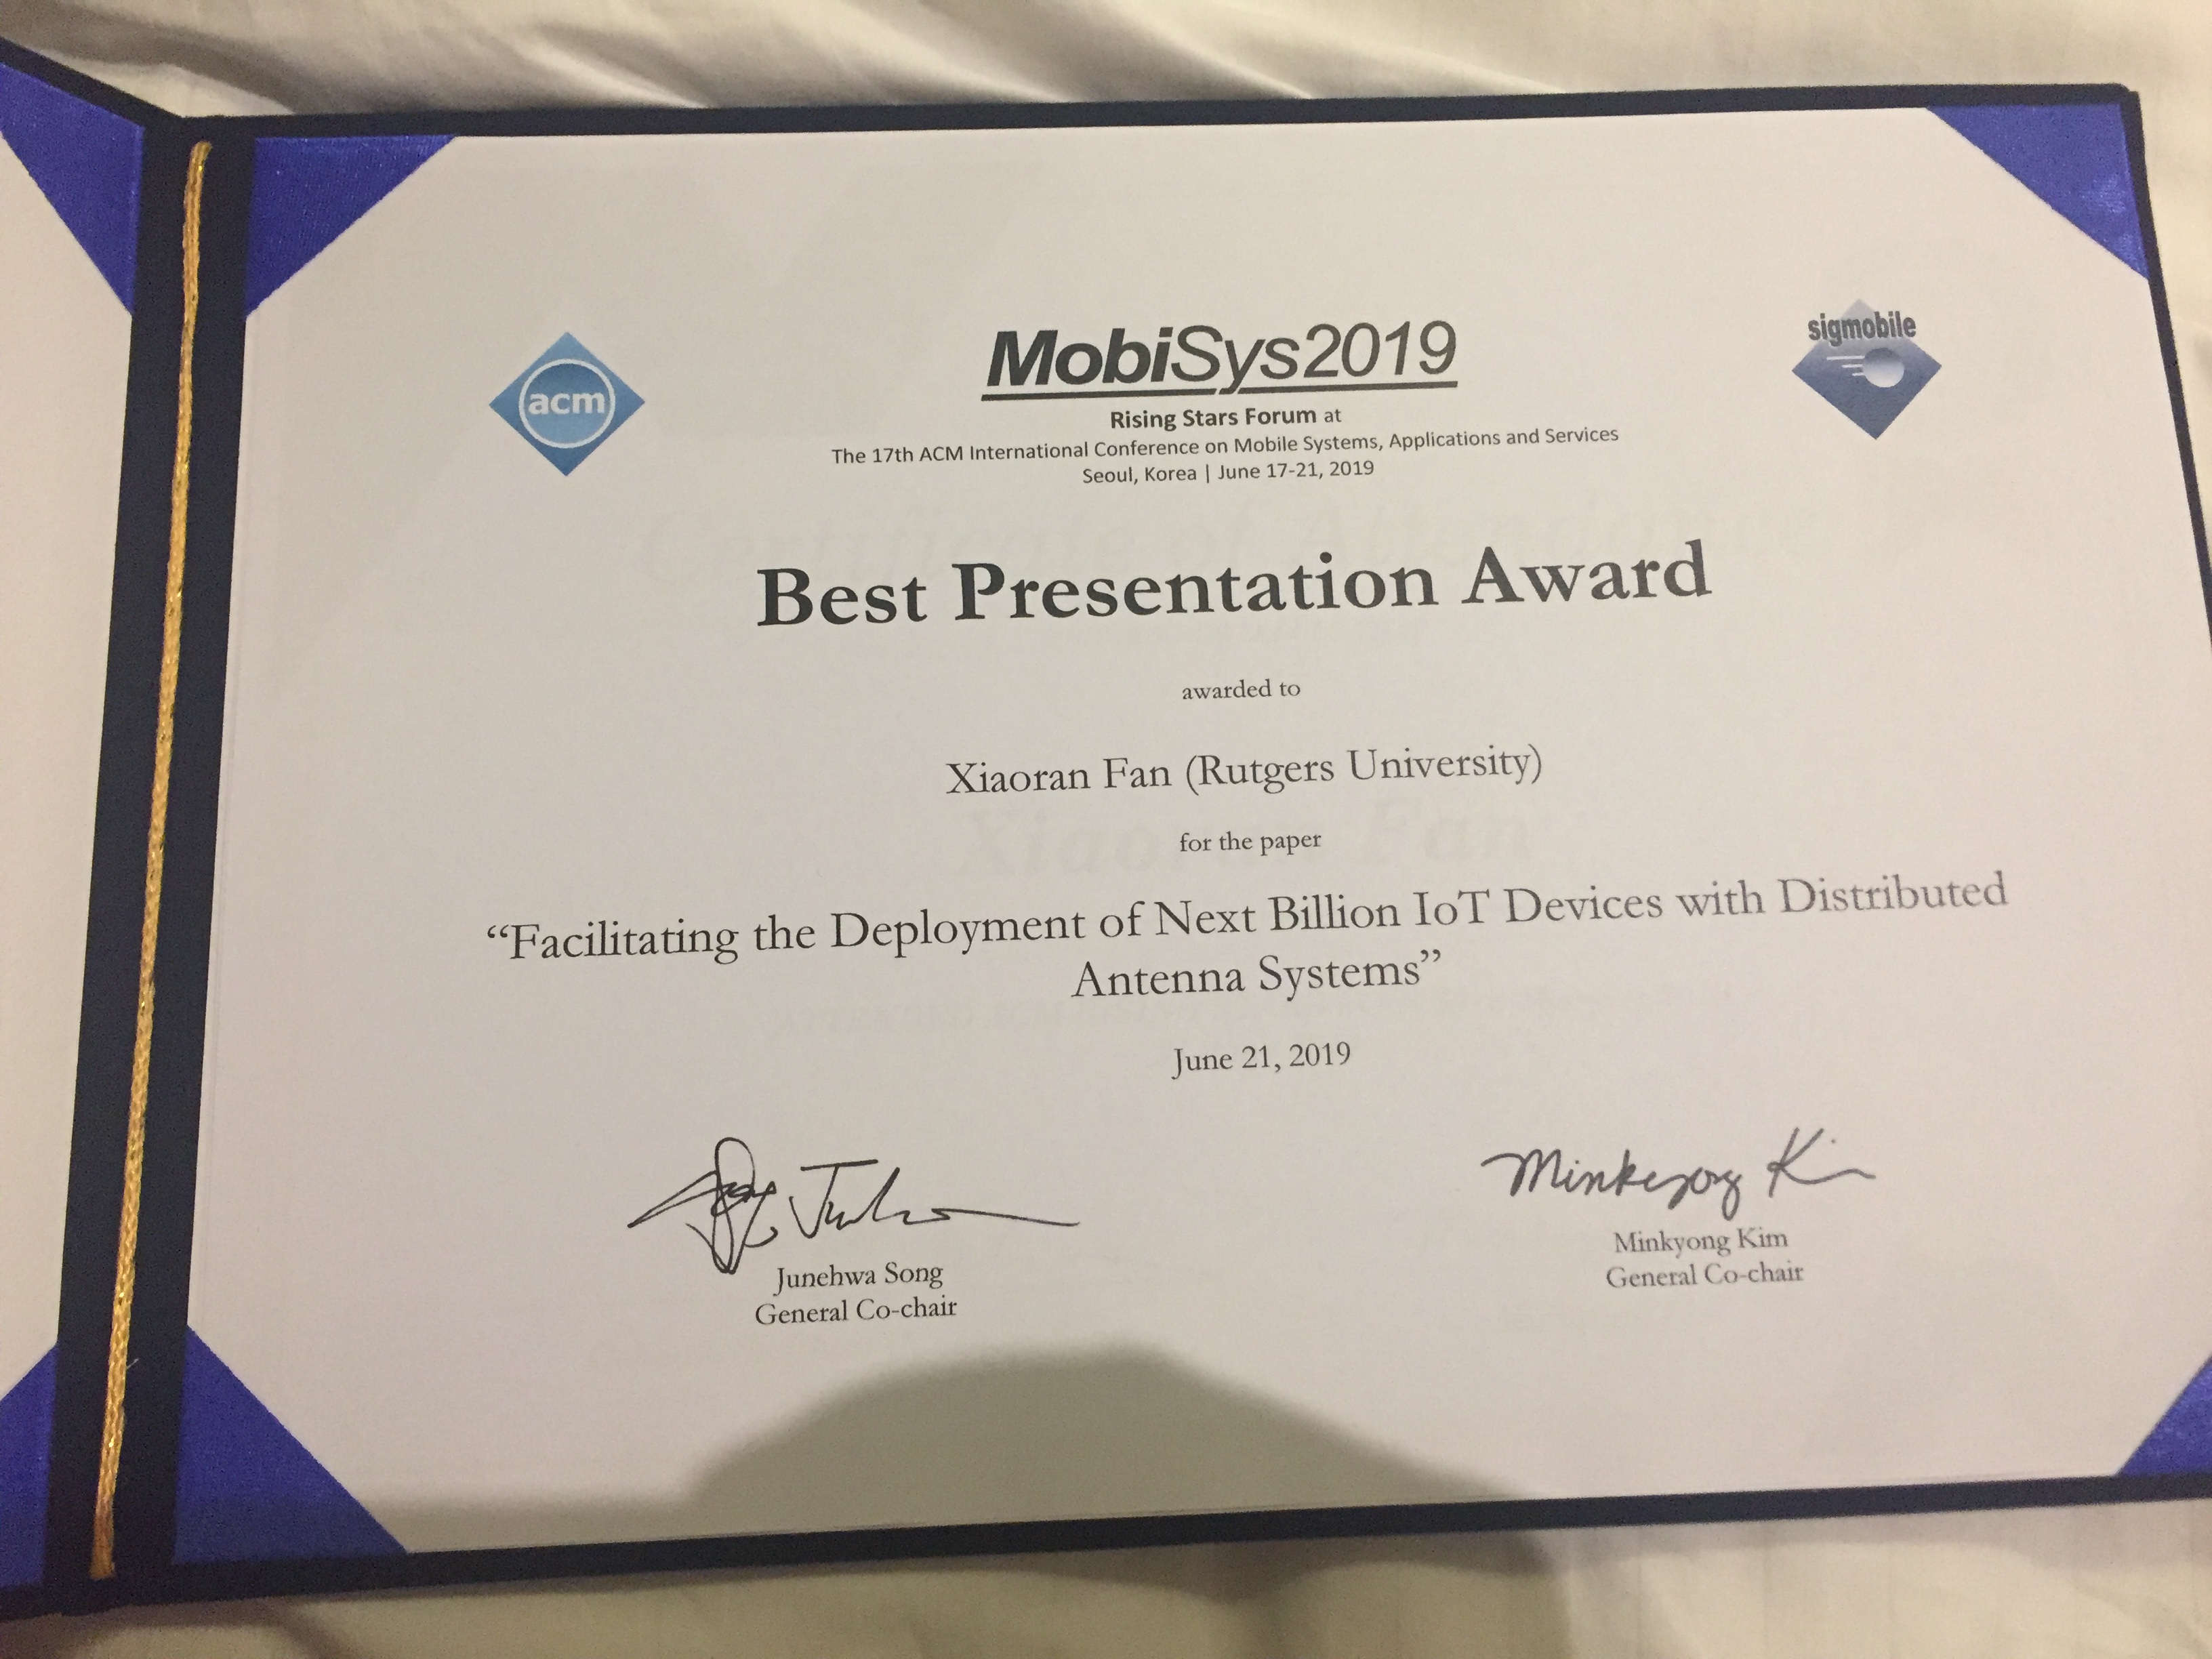 acm
MobiSys2019
sigmobile
Rising Stars Forum at
The 17th ACM International Conference on Mobile Systems, Applications and Services
Seoul, Korea | June 17-21, 2019
Best Presentation Award
awarded to
Xiaoran Fan (Rutgers University)
for the paper
“Facilitating the Deployment of Next Billion IoT Devices with Distributed
Antenna Systems”
June 21, 2019
Minkyong Kim
Junehwa Song
General Co-chair
Minkyong Kim
General Co-chair